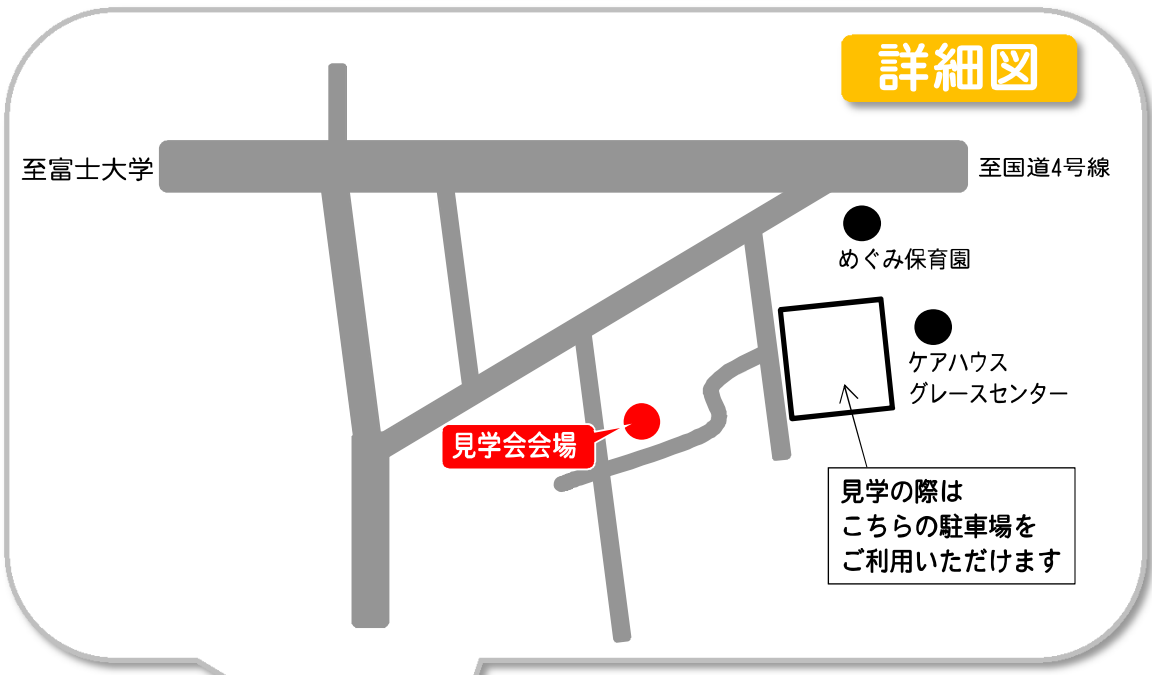 詳細図
至富士大学
至国道4号線
めぐみ保育園
ケアハウス
グレースセンター
見学会会場
見学の際は
こちらの駐車場を
ご利用いただけます